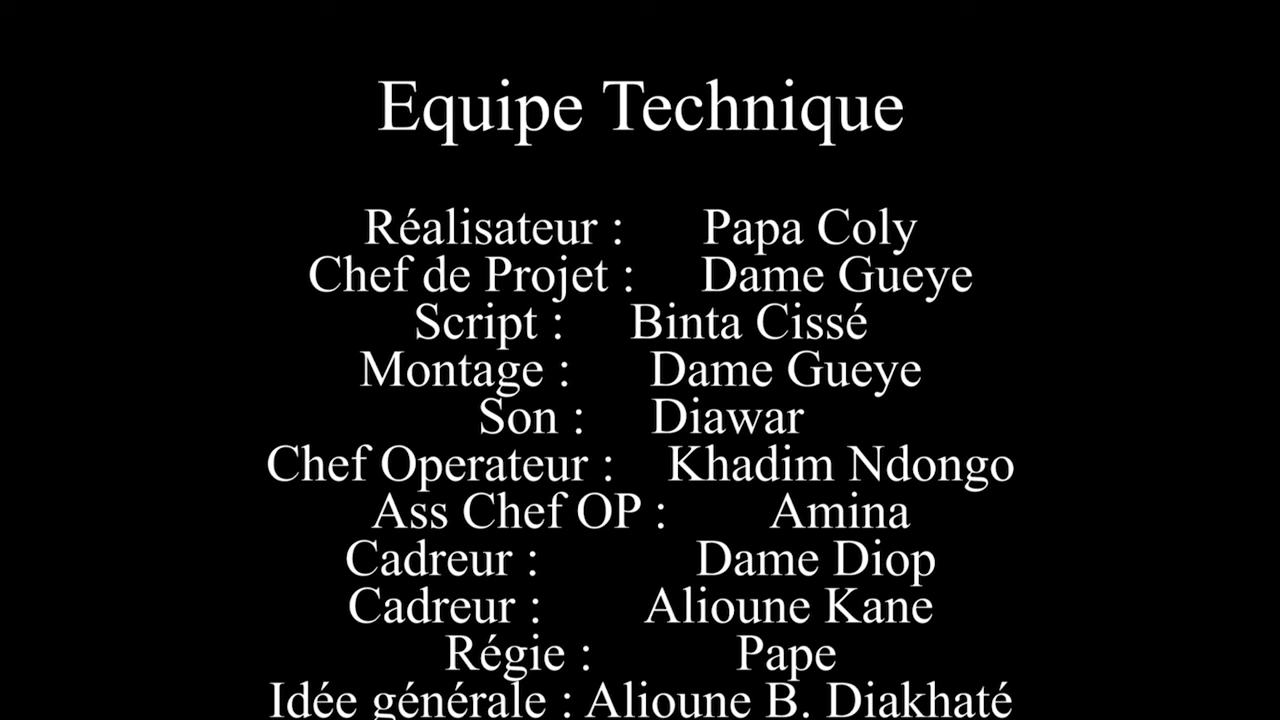 Equipe Technique
Réalisateur : Papa Coly
Chef de Projet : Dame Gueye
Script : Binta Cissé
Montage : Dame Gueye
Son : Diawar
Chef Operateur : Khadim Ndongo
Ass Chef OP : Amina
Cadreur : Dame Diop
Cadreur : Alioune Kane
Régie : Pape
Idée générale : Alioune B. Diakhaté